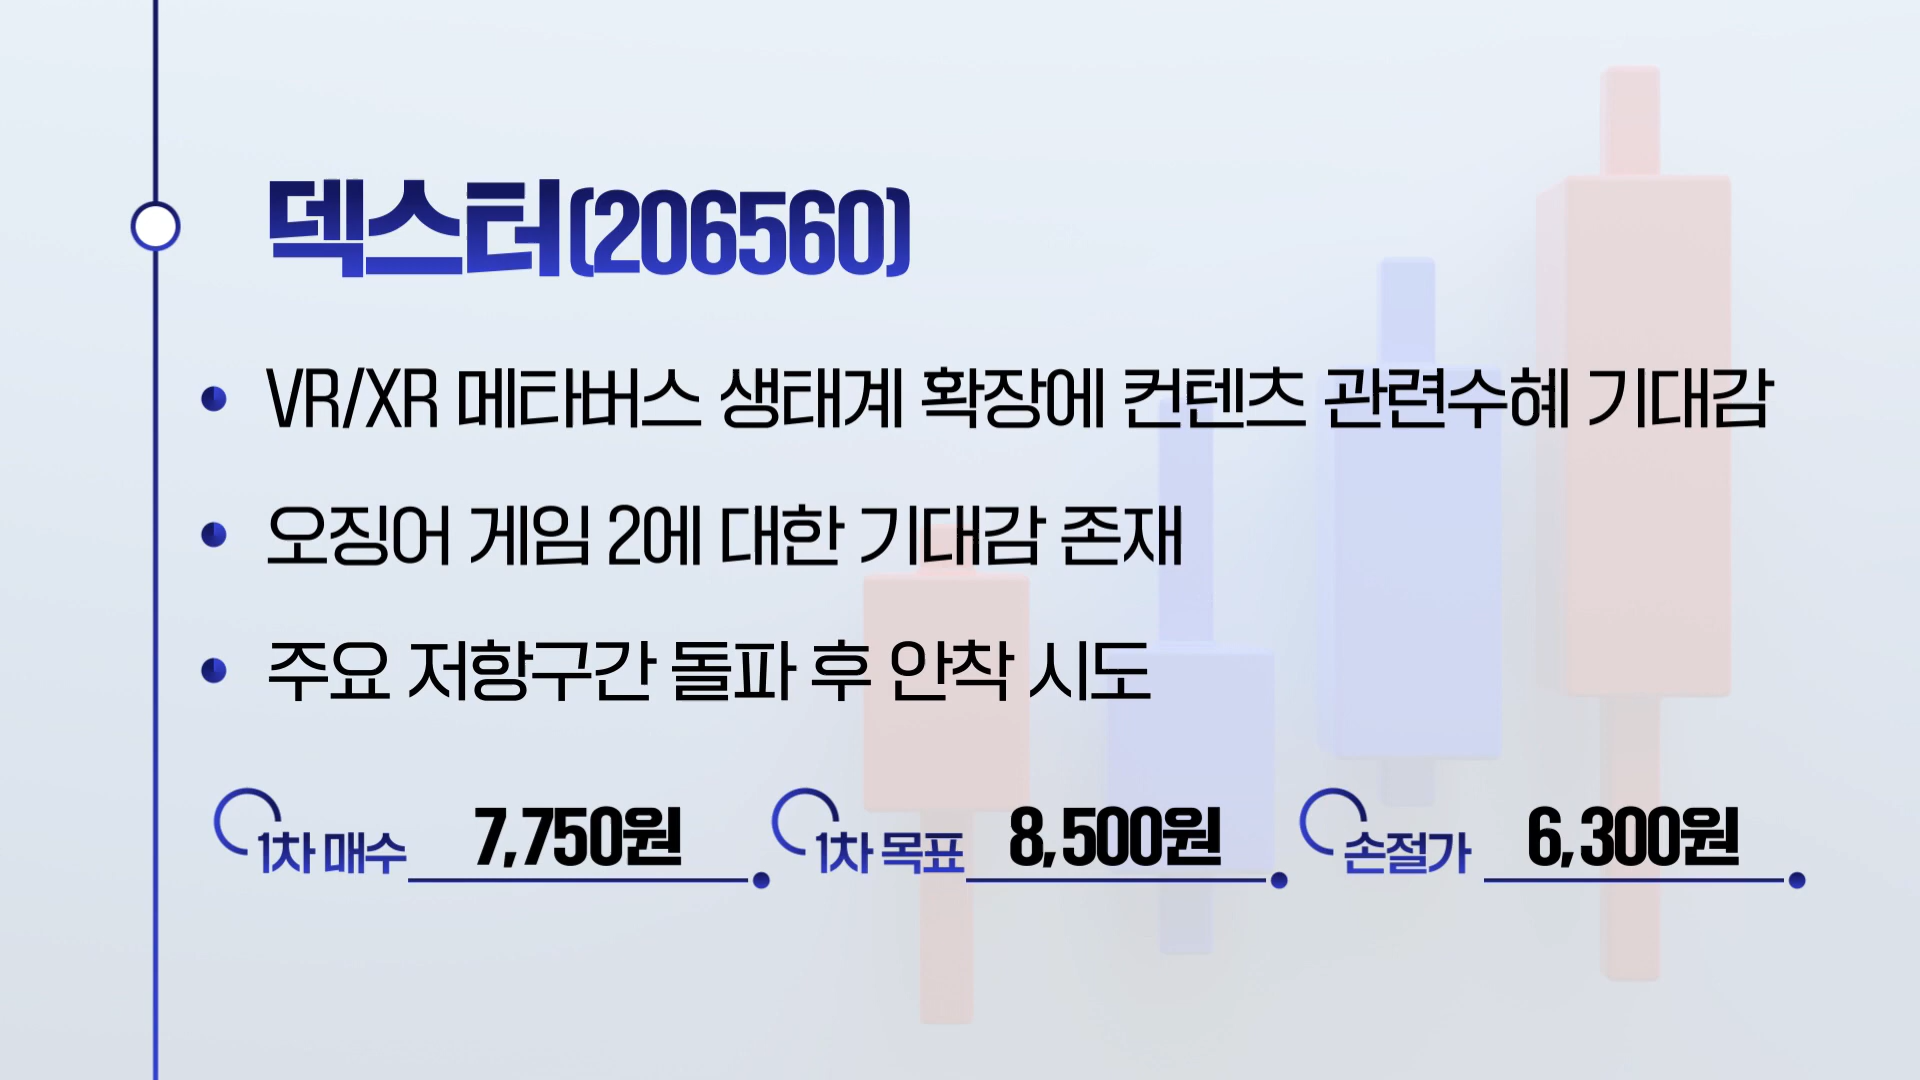 덱스터(206560)
VR/XR 메타버스 생태계 확장에 컨텐츠 관련수혜 기대감
오징어 게임 2에 대한 기대감 존재
주요 저항구간 돌파 후 안착 시도
1차 매수 7,750원 1차 목표 8,500원 손절가 6,300원